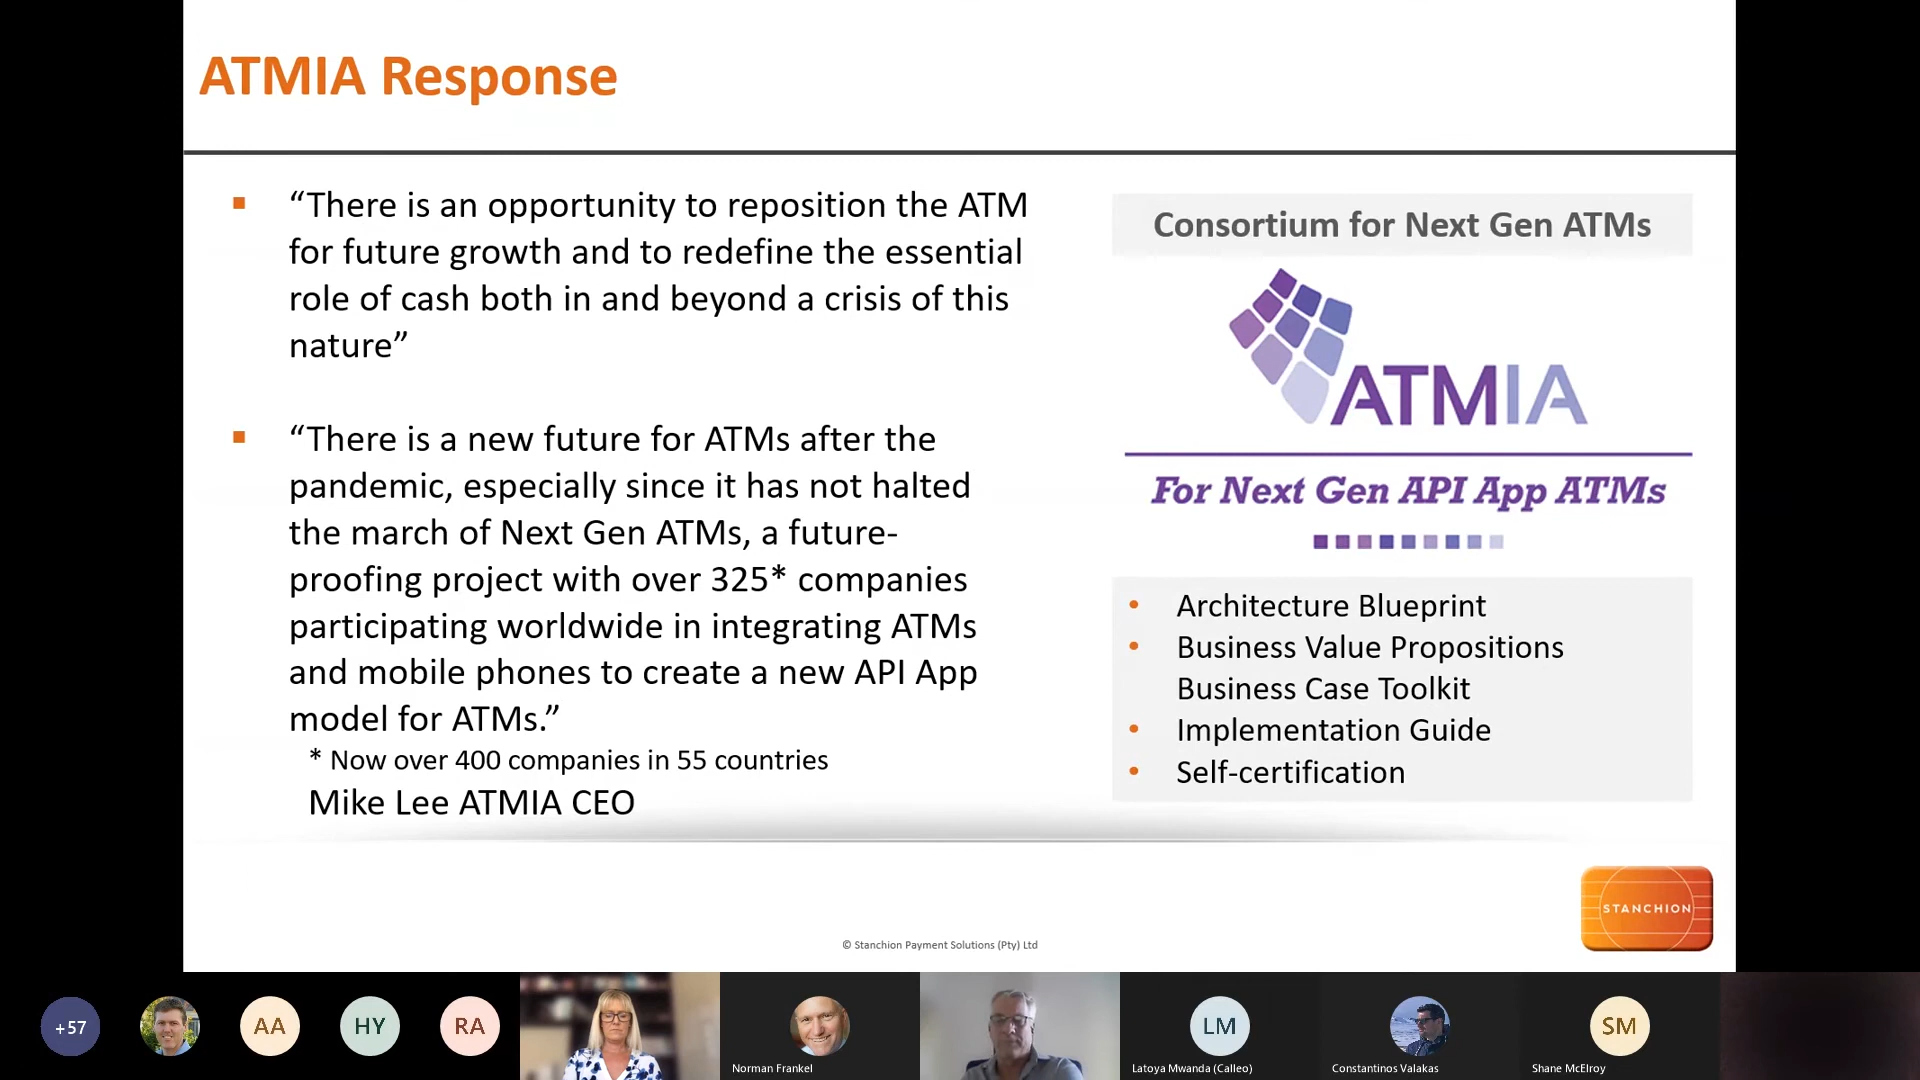 ATMIA Response
“There is an opportunity to reposition the ATM
for future growth and to redefine the essential
role of cash both in and beyond a crisis of this
nature”
“There is a new future for ATMs after the
pandemic, especially since it has not halted
the march of Next Gen ATMs, a future-
proofing project with over 325* companies
participating worldwide in integrating ATMs
and mobile phones to create a new API App
model for ATMs.”
* Now over 400 companies in 55 countries
Mike Lee ATMIA CEO
Consortium for Next Gen ATMs
ATMIA
For Next Gen API App ATMs
Architecture Blueprint
Business Value Propositions
Business Case Toolkit
Implementation Guide
Self-certification
STANCHION
© Stanchion Payment Solutions (Pty) Ltd
+57
AA
HY
RA
Norman Frankel
LM
Latoya Mwanda (Calleo)
Constantinos Valakas
SM
Shane McElroy